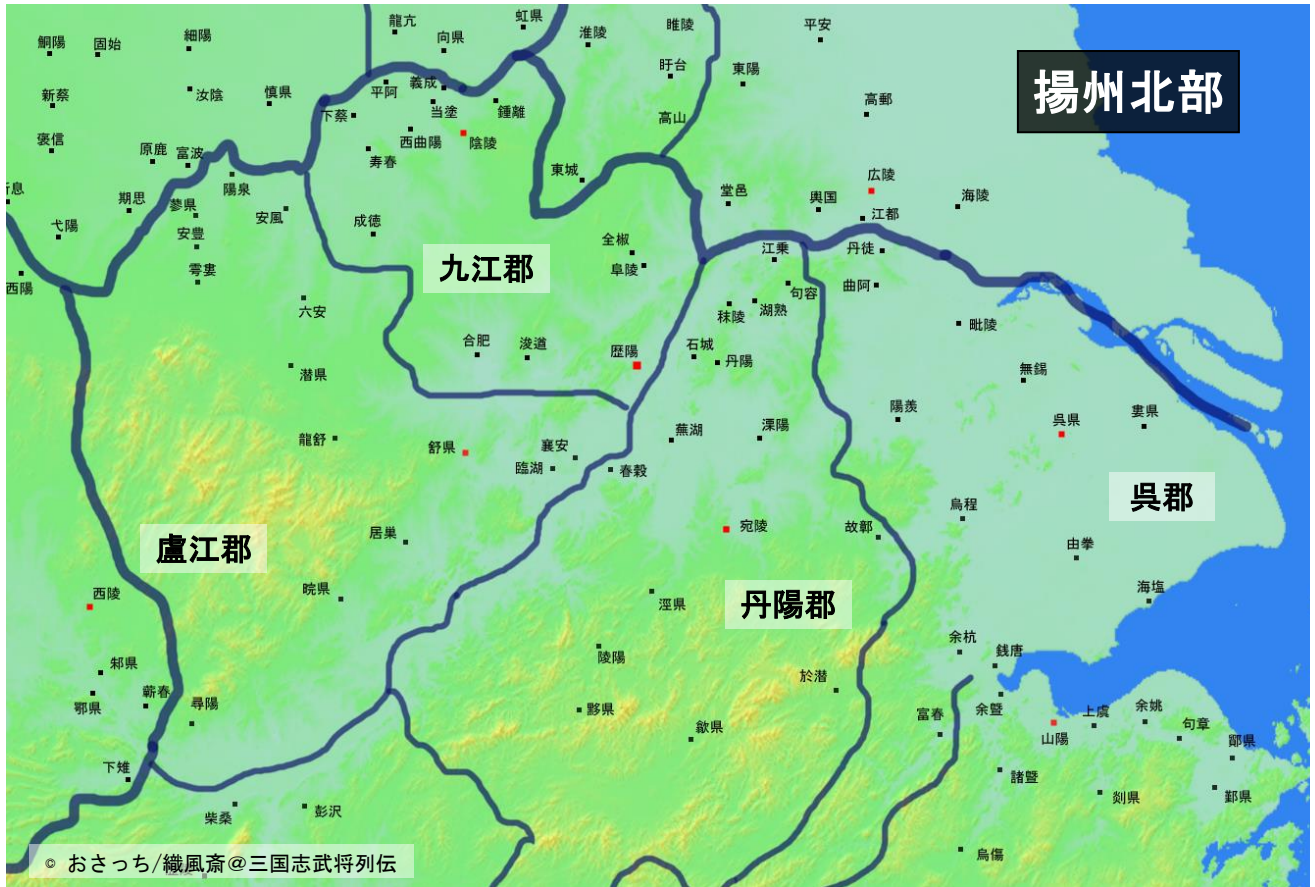 揚州北部
龍亢
虹県
鮦陽
固始
細陽
向県
淮陵
睢陵
平安
盱台
東陽
新蔡
汝陰
慎県
平阿
義成
当塗
鍾離
高郵
下蔡
西曲陽
陰陵
高山
褒信
原鹿
富波
寿春
東城
陽泉
堂邑
広陵
海陵
息
期思
蓼県
安風
成徳
輿国
江都
弋陽
安豊
全椒
阜陵
江乗
丹徒
九江郡
西陽
雩婁
句容
曲阿
六安
秣陵
湖熟
毗陵
合肥
浚遒
歴陽
石城
丹陽
潜県
無錫
陽羨
呉県
婁県
龍舒
舒県
襄安
臨湖
春穀
蕪湖
溧陽
呉郡
烏程
宛陵
故鄣
居巣
盧江郡
由拳
西陵
晥県
涇県
丹陽郡
海塩
余杭
銭唐
陵陽
邾県
於潜
鄂県
蘄春
尋陽
黟県
歙県
富春
余暨
山陽
上虞
余姚
句章
鄮県
下雉
諸暨
剡県
鄞県
柴桑
彭沢
烏傷
© おさっち/織風斎@三国志武将列伝